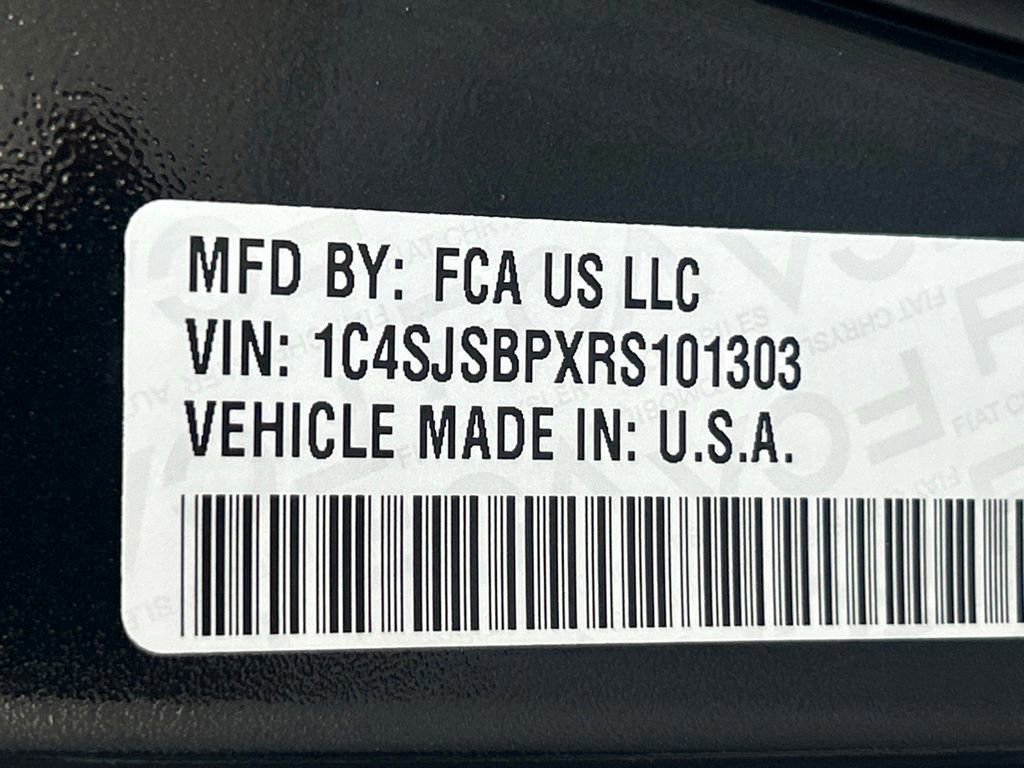 MFD BY: FCA US LLC
VIN: 1C4SJSBPXRS101303
VEHICLE MADE IN: U.S.A.